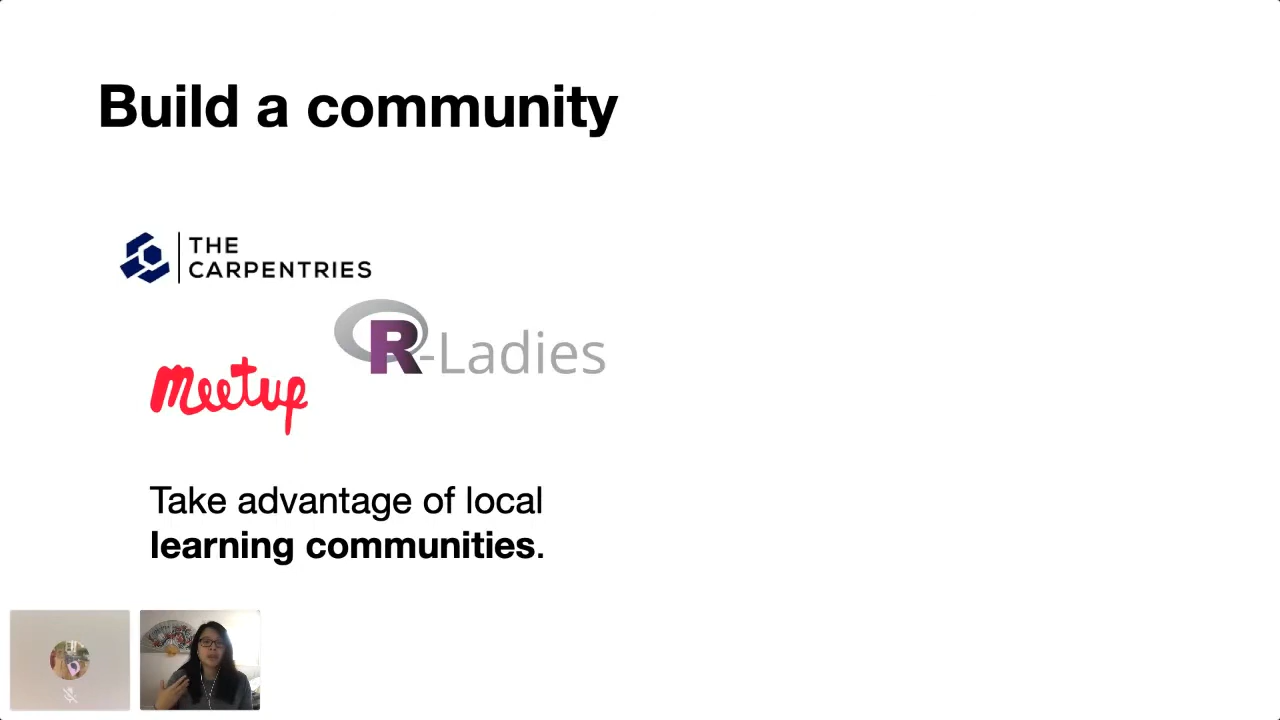 Build a community
THE
CARPENTRIES
R-Ladies
meetup
Take advantage of local
learning communities.